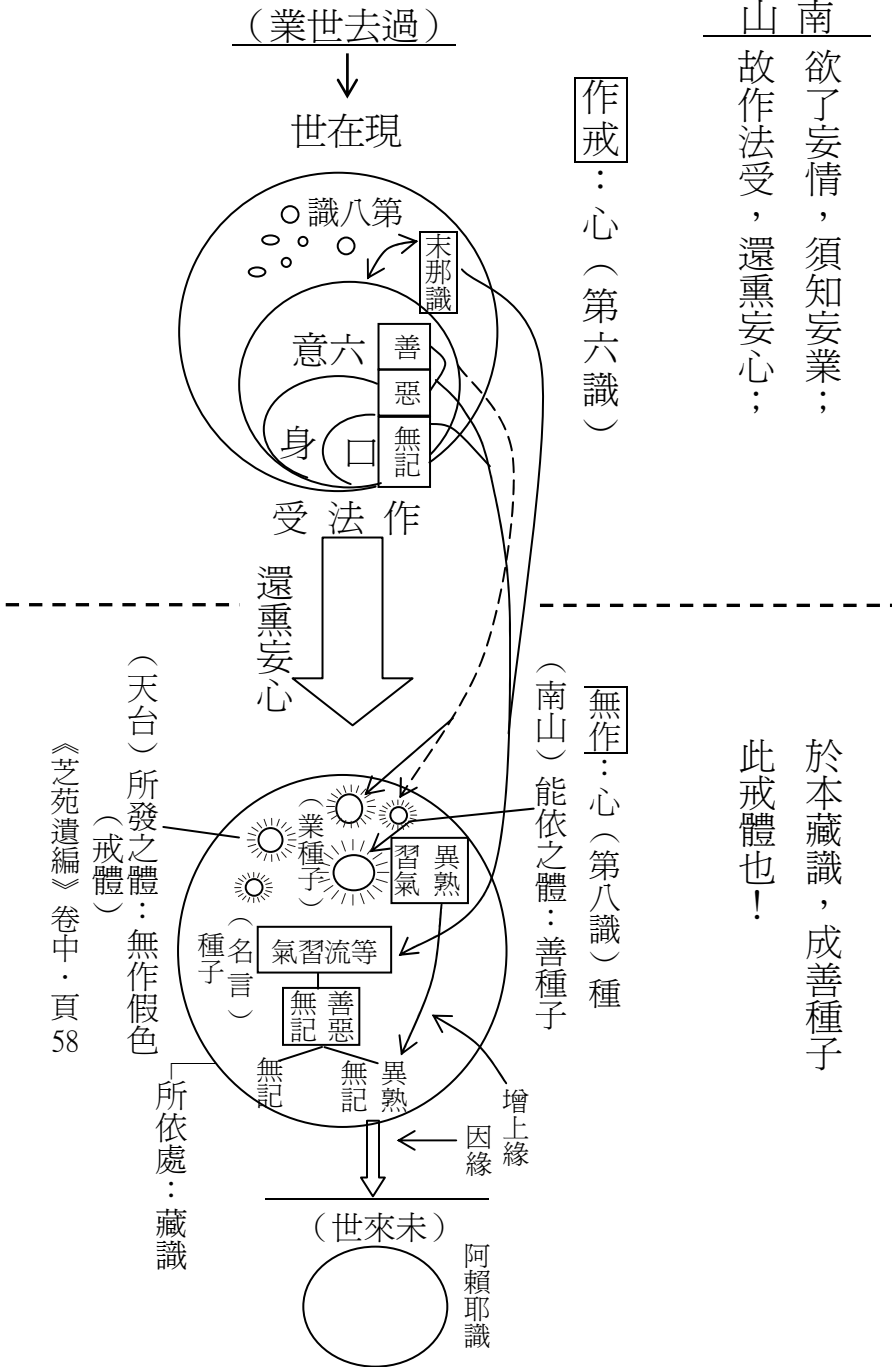 南山
欲了妄情，須知妄業；
故作法受，還熏妄心；
於本藏識，成善種子
此戒體也！
作戒：心（第六識）
（過去世業）
現在世
第八識
末那識
六意
善
惡
無記
身
口
作法受
還熏妄心
無作：心（第八識）種
（南山）能依之體：善種子
（天台）所發之體：無作假色
（戒體）
《芝苑遺編》卷中．頁58
（業種子）
異熟
習氣
等流習氣
（名言）
種子
善惡
無記
異熟
無記
無記
增上緣
因緣
所依處：藏識
（未來世）
阿賴耶識